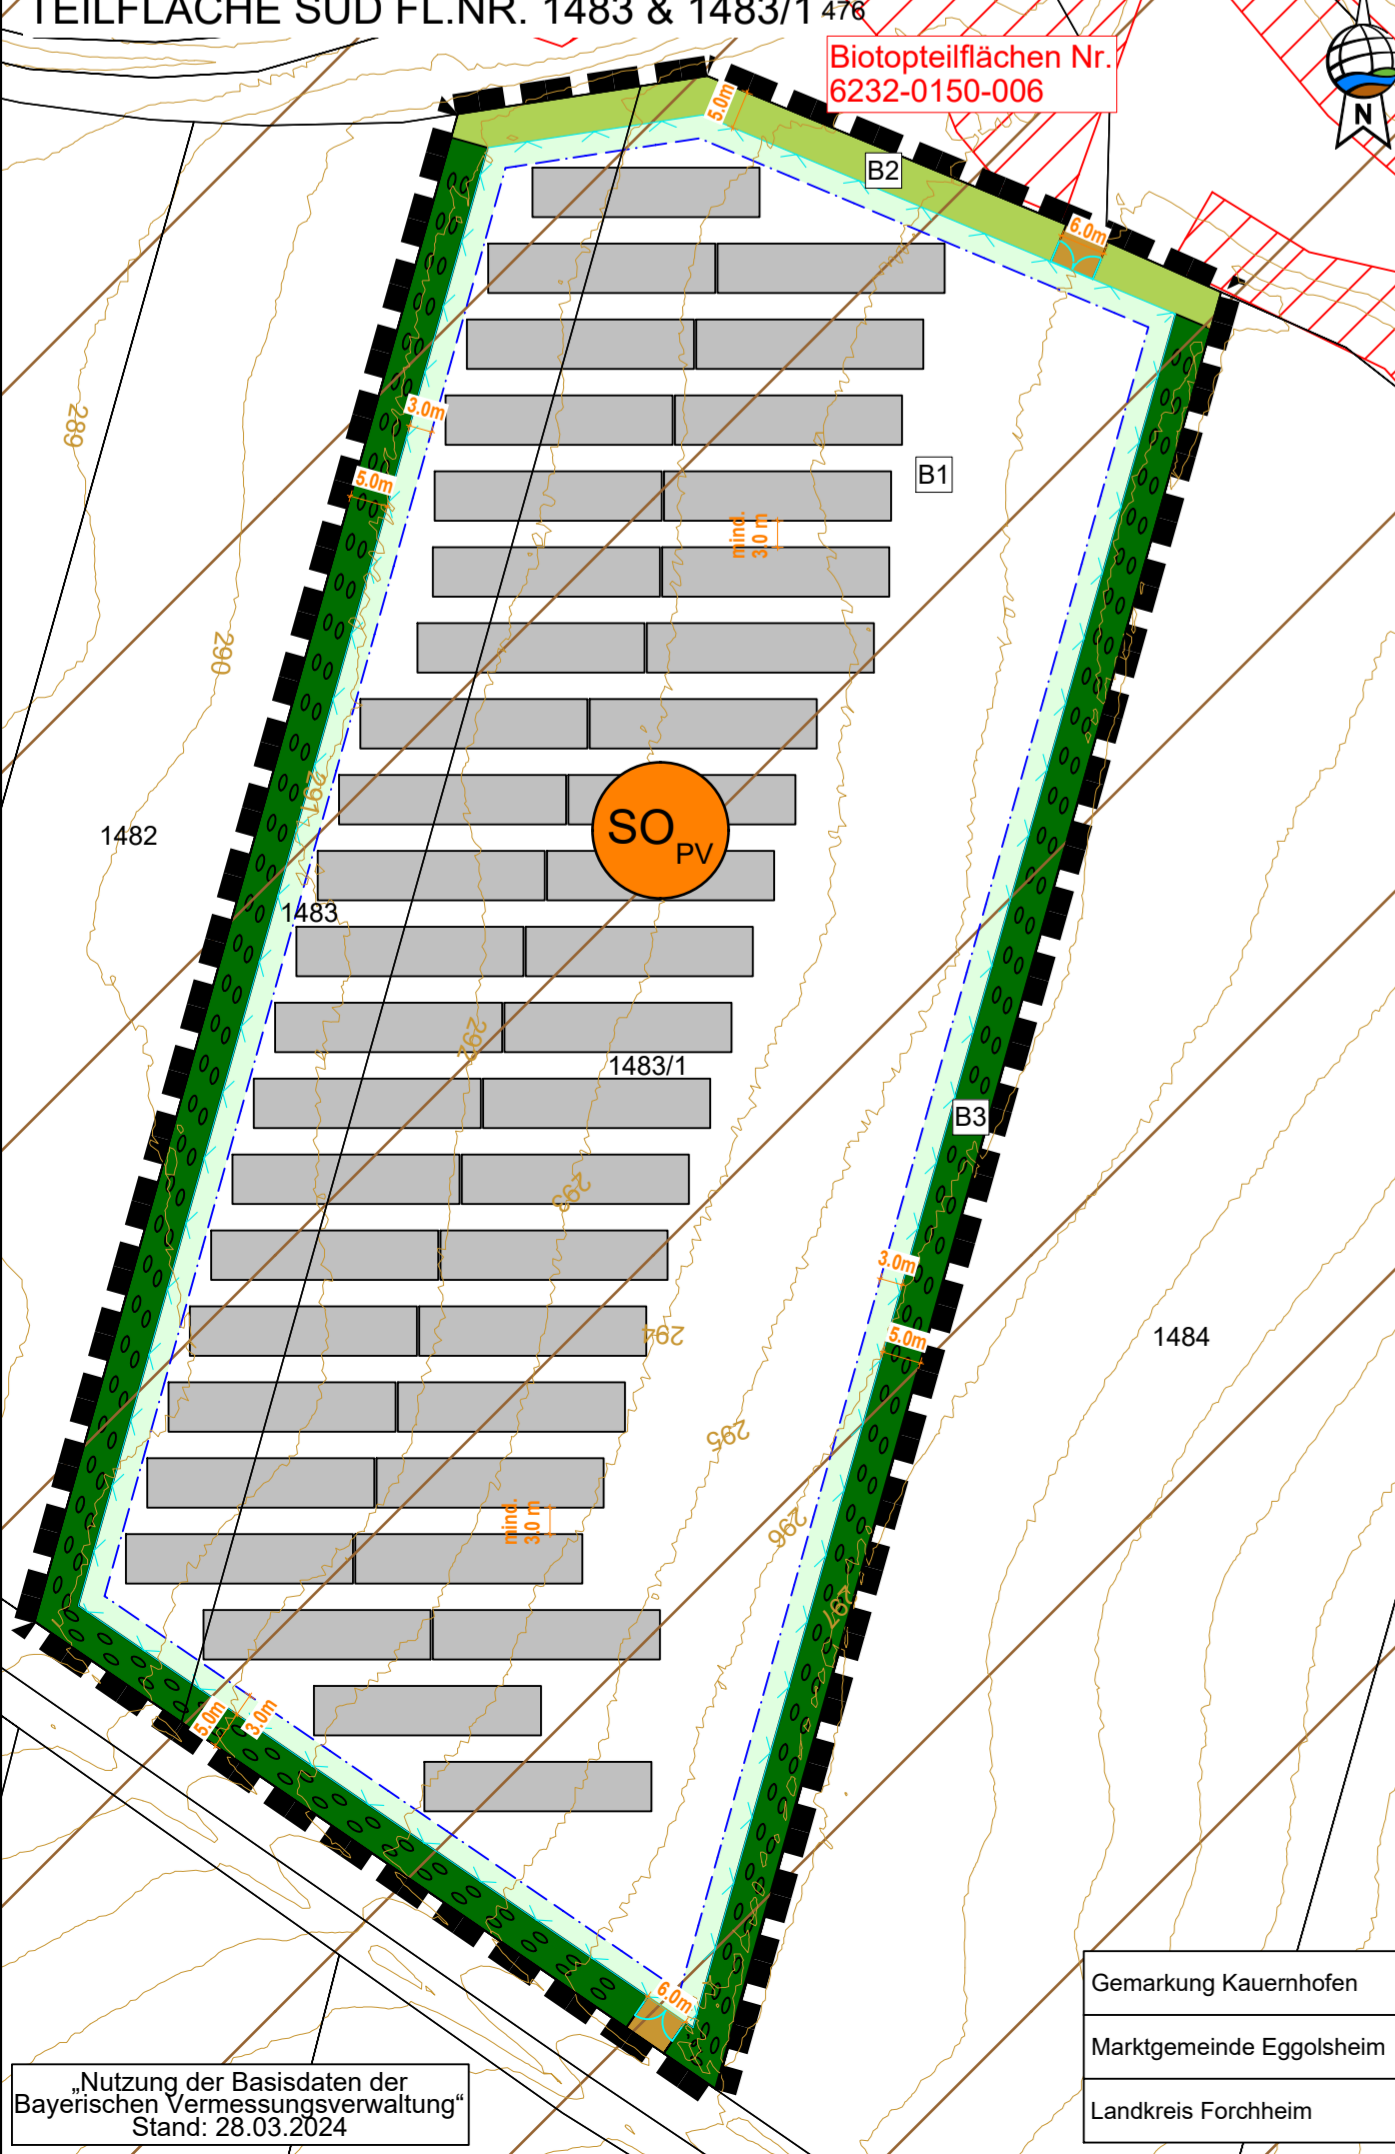 TEILFLÄCHE SÜD FL.NR. 1483 & 1483/1
476
Biotopteilflächen Nr.
6232-0150-006
N
5.0m
B2
6.0m
3.0m
5.0m
289
B1
mind.
3.0 m
290
291
SO
PV
1482
1483
292
1483/1
B3
293
3.0m
294
5.0m
1484
295
296
mind.
3.0 m
297
5.0m
3.0m
6.0m
Gemarkung Kauernhofen
Marktgemeinde Eggolsheim
Landkreis Forchheim
„Nutzung der Basisdaten der
Bayerischen Vermessungsverwaltung“
Stand: 28.03.2024